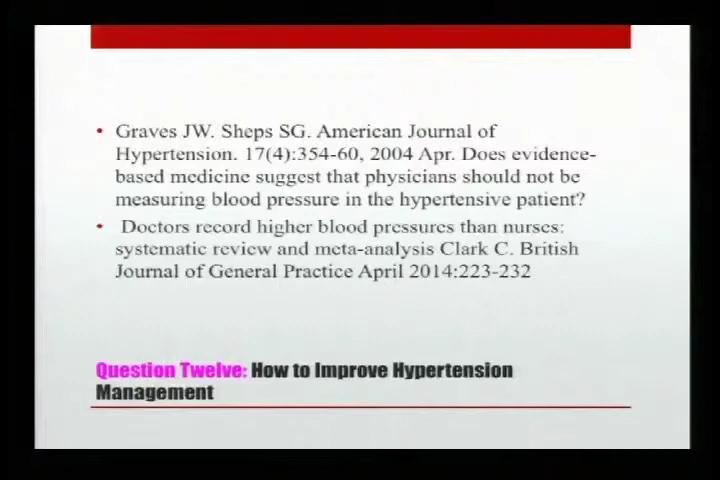 • Graves JW. Sheps SG. American Journal of
Hypertension. 17(4):354-60, 2004 Apr. Does evidence-
based medicine suggest that physicians should not be
measuring blood pressure in the hypertensive patient?
• Doctors record higher blood pressures than nurses:
systematic review and meta-analysis Clark C. British
Journal of General Practice April 2014:223-232
Question Twelve: How to Improve Hypertension
Management